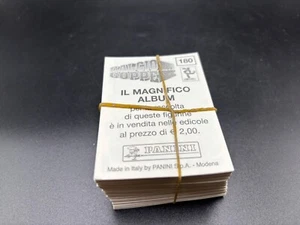 180
IL MAGNIFICO
ALBUM
per la raccolta
di queste figurine
è in vendita nelle edicole
al prezzo di € 2,00.
PANINI
Made in Italy by PANINI S.p.A. - Modena